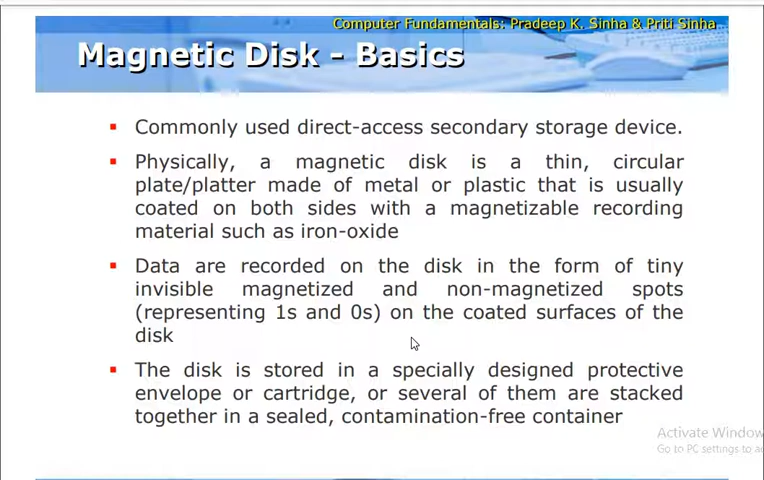 Computer Fundamentals: Pradeep K. Sinha & Priti Sinha
Magnetic Disk - Basics
Commonly used direct-access secondary storage device.
Physically, a magnetic disk is a thin, circular
plate/platter made of metal or plastic that is usually
coated on both sides with a magnetizable recording
material such as iron-oxide
Data are recorded on the disk in the form of tiny
invisible magnetized and non-magnetized spots
(representing 1s and 0s) on the coated surfaces of the
disk
The disk is stored in a specially designed protective
envelope or cartridge, or several of them are stacked
together in a sealed, contamination-free container
Activate Window
Go to PC settings to a